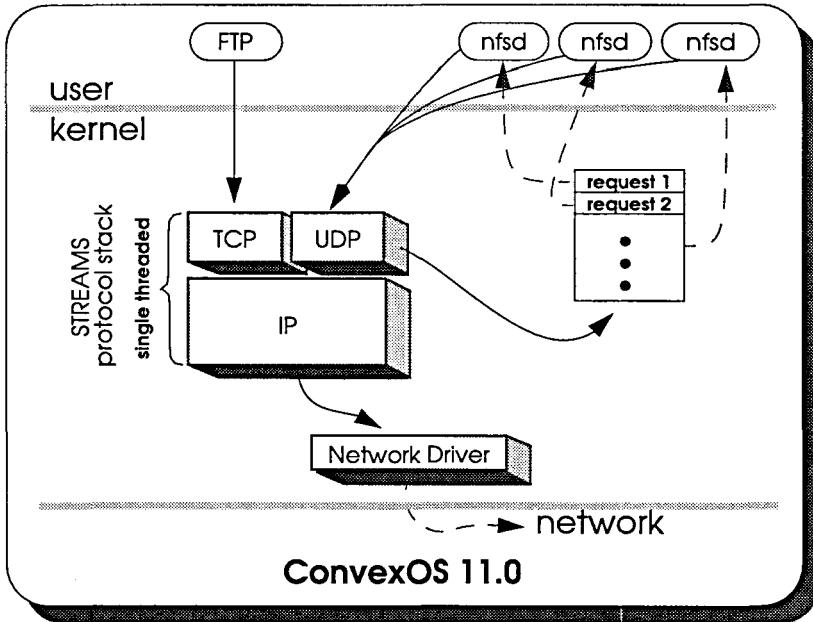 FTP
nfsd
nfsd
nfsd
user
kernel
request 1
request 2
TCP
UDP
STREAMS
protocol stack
single threaded
IP
Network Driver
network
ConvexOS 11.0